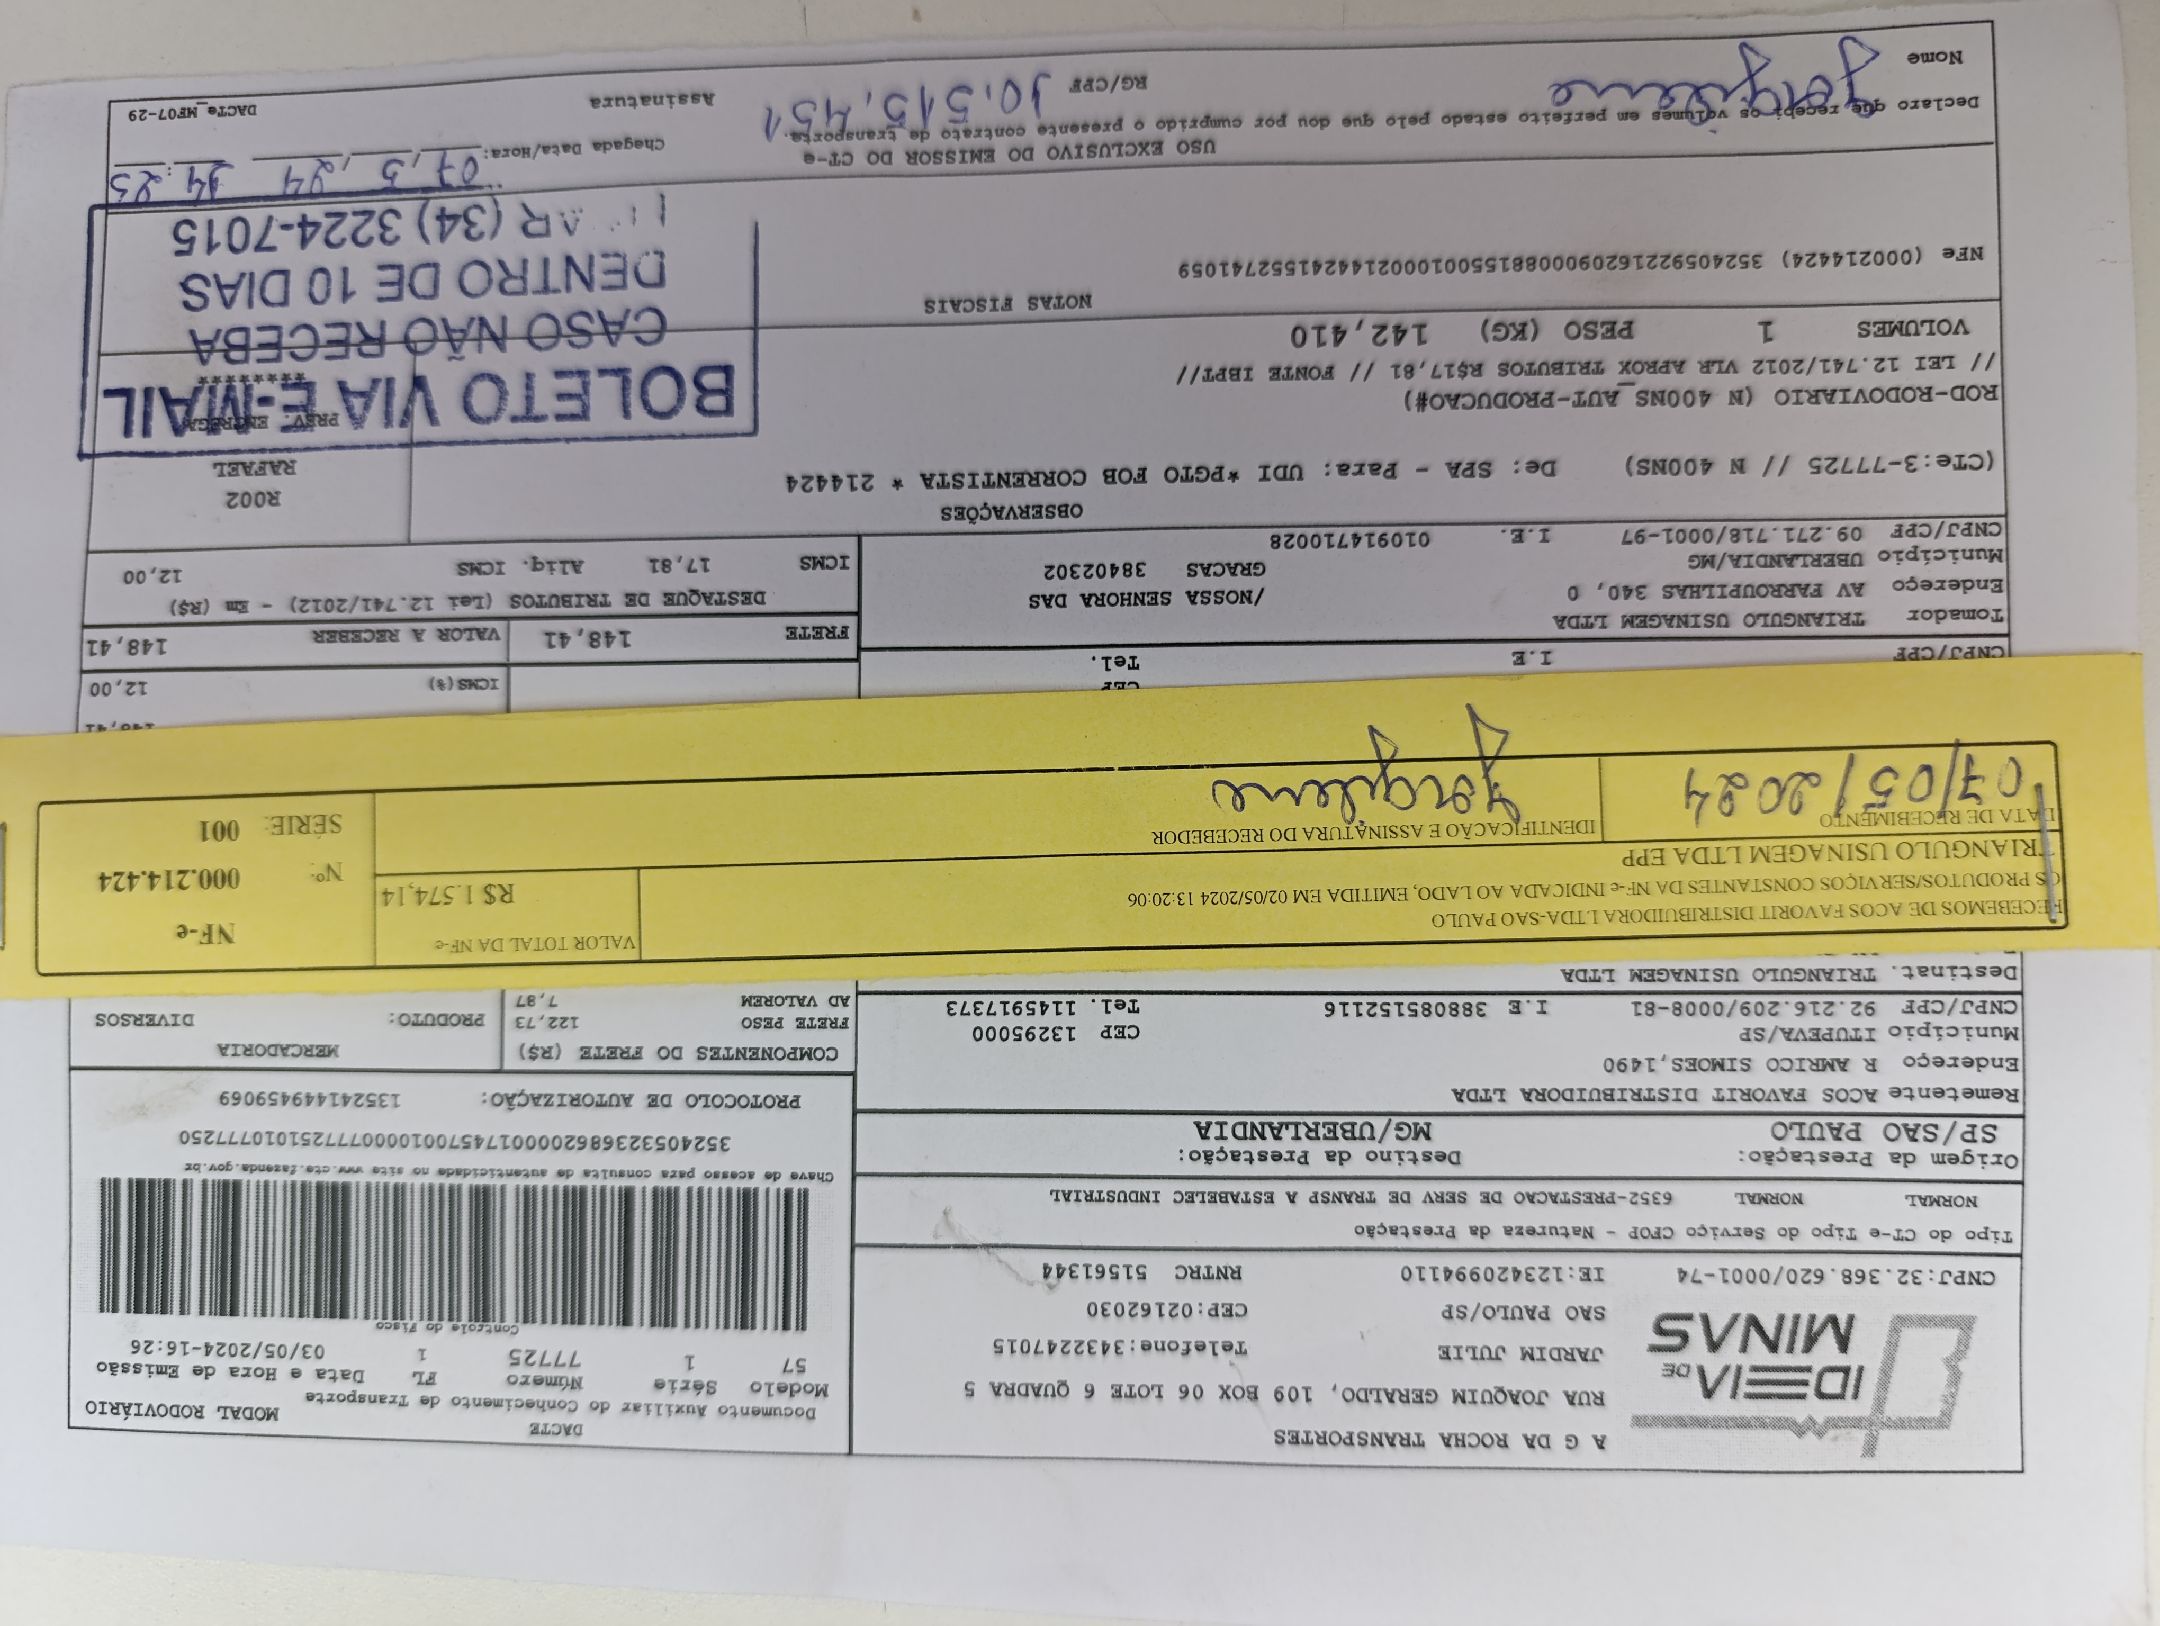 IDEIA DE
MINAS
A G DA ROCHA TRANSPORTES
RUA JOAQUIM GERALDO, 109 BOX 06 LOTE 6 QUADRA 5
JARDIM JULIE Telefone:3432247015
SAO PAULO/SP CEP:02162030
CNPJ:32.368.620/0001-74 IE:123420994110 RNTRC 51561344
DACTE
Documento Auxiliar do Conhecimento de Transporte
MODAL RODOVIÁRIO
Modelo Série Número FL Data e Hora de Emissão
57 1 77725 1 03/05/2024-16:26
Controle do Fisco
Chave de acesso para consulta de autenticidade no site www.cte.fazenda.gov.br
35240532368620000174570010000777251010777250
PROTOCOLO DE AUTORIZAÇÃO: 135241449459069
Tipo do CT-e Tipo do Serviço CFOP - Natureza da Prestação
NORMAL NORMAL 6352-PRESTACAO DE SERV DE TRANSP A ESTABELEC INDUSTRIAL
Origem da Prestação: Destino da Prestação:
SP/SAO PAULO MG/UBERLANDIA
Remetente ACOS FAVORIT DISTRIBUIDORA LTDA
Endereço R AMRICO SIMOES,1490
Município ITUPEVA/SP CEP 13295000
CNPJ/CPF 92.216.209/0008-81 I.E 388085152116 Tel. 1145917373
Destinat. TRIANGULO USINAGEM LTDA
COMPONENTES DO FRETE (R$) MERCADORIA
FRETE PESO 122,73 PRODUTO: DIVERSOS
AD VALOREM 7,87
RECEBEMOS DE ACOS FAVORIT DISTRIBUIDORA LTDA-SAO PAULO
OS PRODUTOS/SERVIÇOS CONSTANTES DA NF-e INDICADA AO LADO, EMITIDA EM 02/05/2024 13:20:06
TRIANGULO USINAGEM LTDA EPP
VALOR TOTAL DA NF-e
R$ 1.574,14
NF-e
Nº: 000.214.424
SÉRIE: 001
DATA DE RECEBIMENTO
07/05/2024
IDENTIFICAÇÃO E ASSINATURA DO RECEBEDOR
148,41
ICMS(%) 12,00
CEP
CNPJ/CPF I.E Tel.
FRETE 148,41 VALOR A RECEBER 148,41
Tomador TRIANGULO USINAGEM LTDA
Endereço AV FARROUPILHAS 340, 0 /NOSSA SENHORA DAS
Município UBERLANDIA/MG GRACAS 38402302
CNPJ/CPF 09.271.718/0001-97 I.E. 010914710028
DESTAQUE DE TRIBUTOS (Lei 12.741/2012) - Em (R$)
ICMS 17,81 Aliq. ICMS 12,00
OBSERVAÇÕES
(CTe:3-77725 // N 400NS) De: SPA - Para: UDI *PGTO FOB CORRENTISTA * 214424
R002
RAFAEL
ROD-RODOVIARIO (N 400NS_AUT-PRODUCAO#)
// LEI 12.741/2012 VLR APROX TRIBUTOS R$17,81 // FONTE IBPT//
PREV. ENTREGA
********
VOLUMES 1 PESO (KG) 142,410
NOTAS FISCAIS
NFe (000214424) 35240592216209000881550010002144241552741059
BOLETO VIA E-MAIL
CASO NÃO RECEBA
DENTRO DE 10 DIAS
AR (34) 3224-7015
USO EXCLUSIVO DO EMISSOR DO CT-e
Declaro que recebi os volumes em perfeito estado pelo que dou por cumprido o presente contrato de transporte.
Chegada Data/Hora: 07, 5, 24 14:25
Nome RG/CPF 10.515.451 Assinatura
DACTe_MF07-29